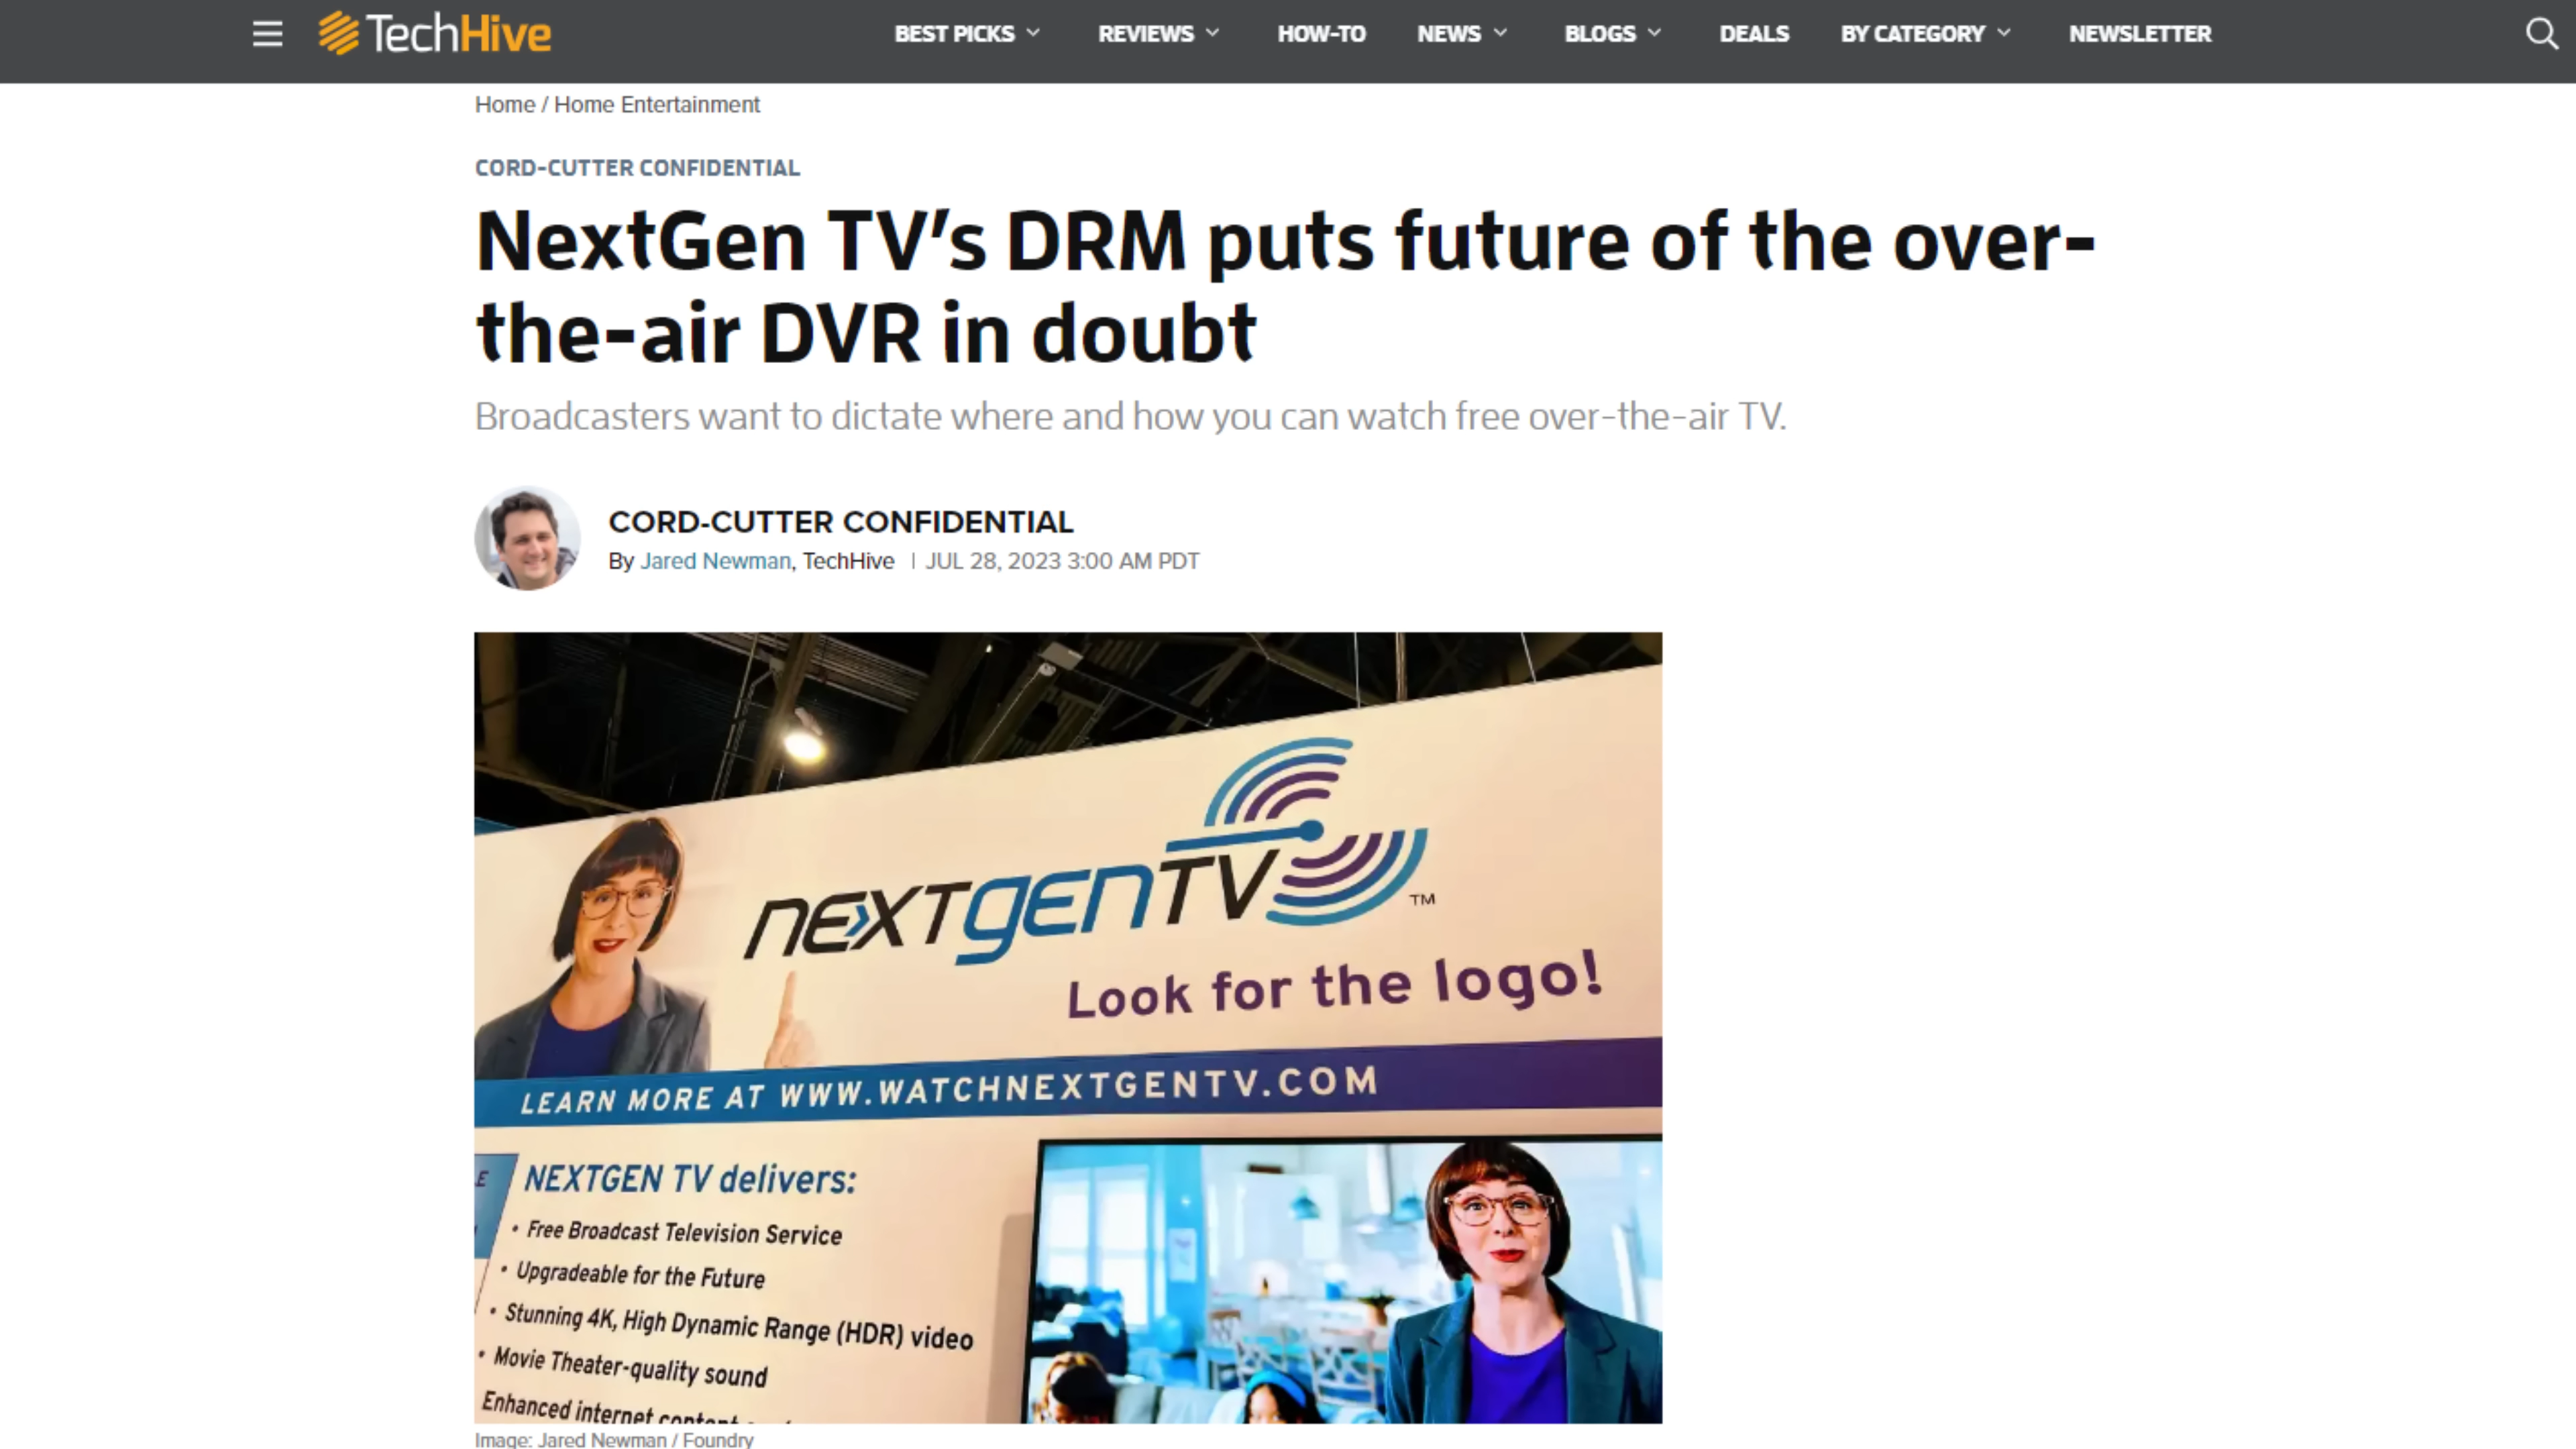 TechHive
BEST PICKS
REVIEWS
HOW-TO
NEWS
BLOGS
DEALS
BY CATEGORY
NEWSLETTER
Home / Home Entertainment
CORD-CUTTER CONFIDENTIAL
NextGen TV’s DRM puts future of the over-
the-air DVR in doubt
Broadcasters want to dictate where and how you can watch free over-the-air TV.
CORD-CUTTER CONFIDENTIAL
By Jared Newman, TechHive | JUL 28, 2023 3:00 AM PDT
NEXTGEN TV TM
Look for the logo!
LEARN MORE AT WWW.WATCHNEXTGENTV.COM
E
NEXTGEN TV delivers:
• Free Broadcast Television Service
• Upgradeable for the Future
• Stunning 4K, High Dynamic Range (HDR) video
• Movie Theater-quality sound
Enhanced internet content
Image: Jared Newman / Foundry